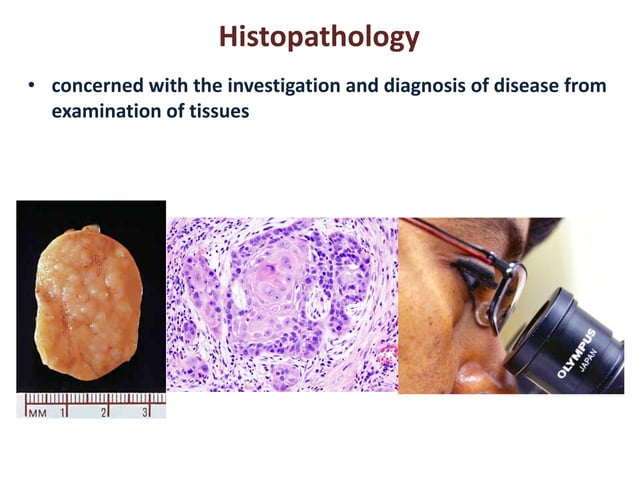 Histopathology
• concerned with the investigation and diagnosis of disease from
examination of tissues
MM 1 2 3
OLYMPUS
JAPAN